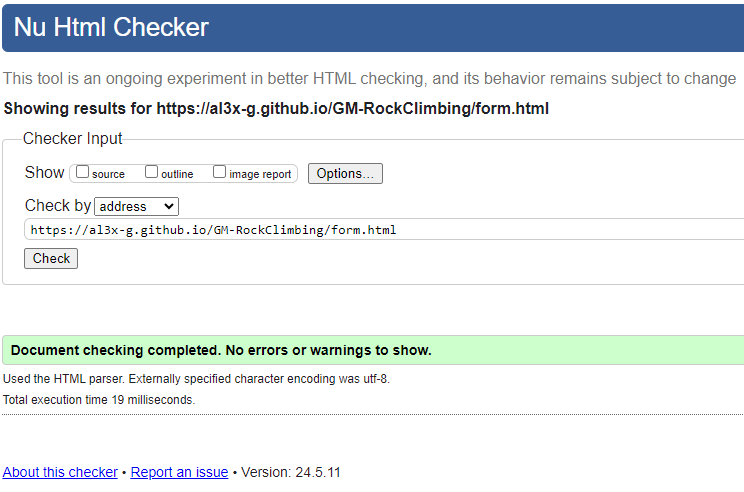 Nu Html Checker
This tool is an ongoing experiment in better HTML checking, and its behavior remains subject to change
Showing results for https://al3x-g.github.io/GM-RockClimbing/form.html
Checker Input
Show source outline image report Options...
Check by address
https://al3x-g.github.io/GM-RockClimbing/form.html
Check
Document checking completed. No errors or warnings to show.
Used the HTML parser. Externally specified character encoding was utf-8.
Total execution time 19 milliseconds.
About this checker • Report an issue • Version: 24.5.11